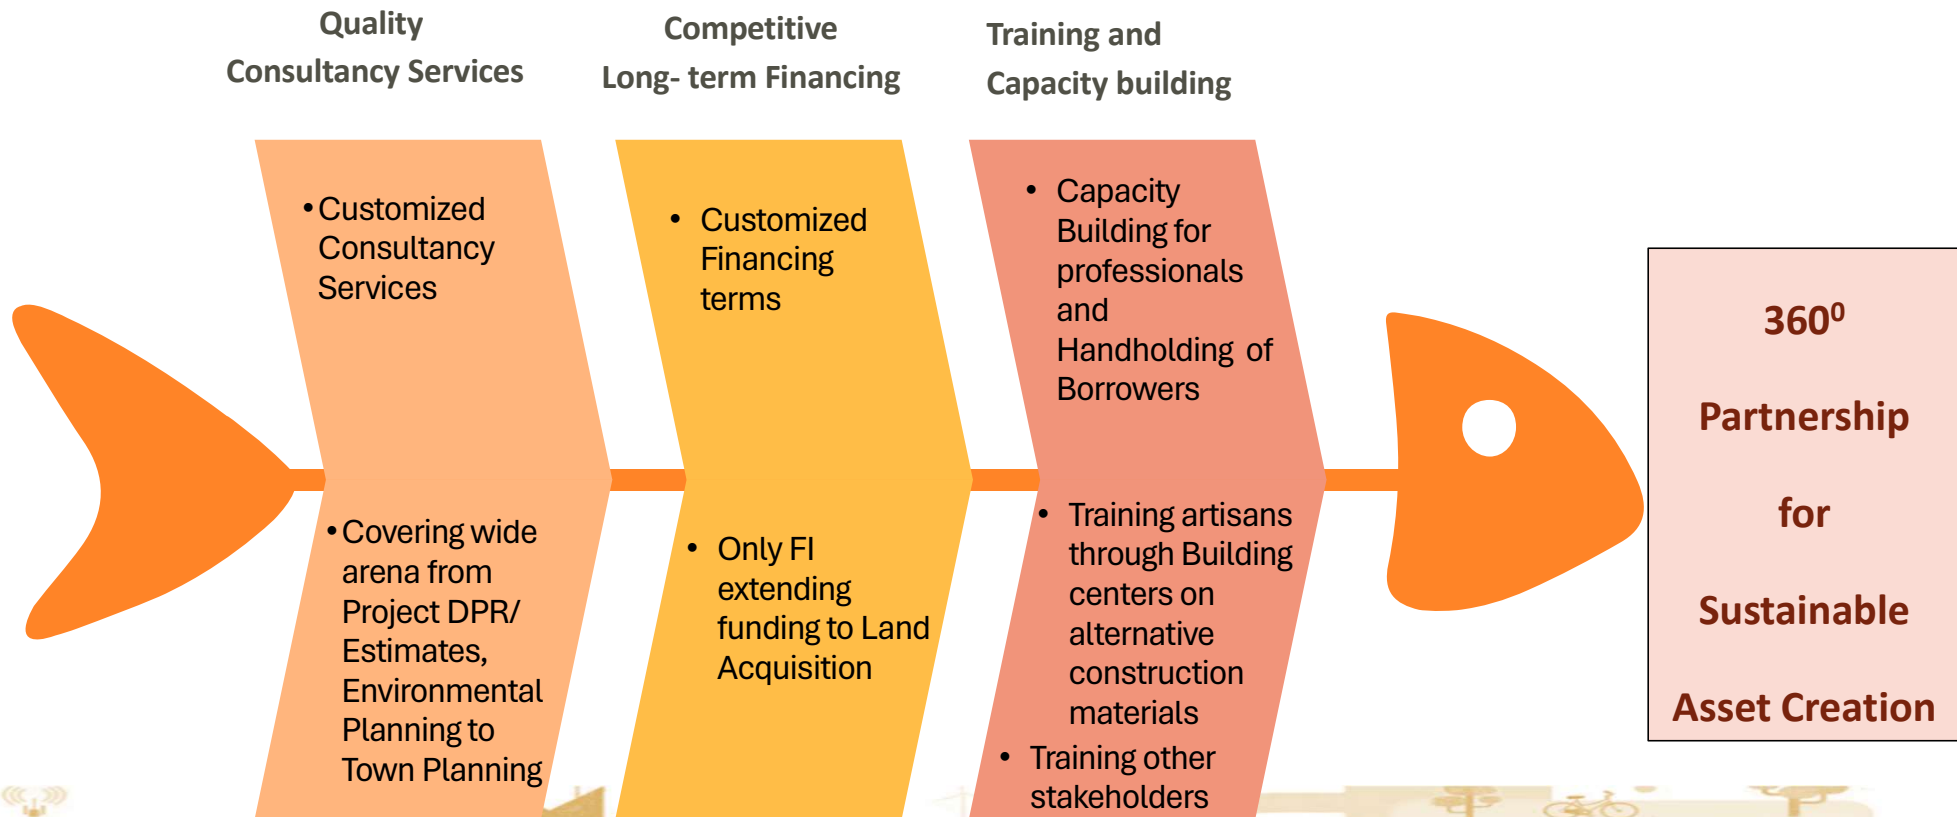 Quality
Consultancy Services
Competitive
Long- term Financing
Training and
Capacity building
•Customized
Consultancy
Services
•Covering wide
arena from
Project DPR/
Estimates,
Environmental
Planning to
Town Planning
• Customized
Financing
terms
• Only FI
extending
funding to Land
Acquisition
• Capacity
Building for
professionals
and
Handholding of
Borrowers
• Training artisans
through Building
centers on
alternative
construction
materials
• Training other
stakeholders
360⁰
Partnership
for
Sustainable
Asset Creation